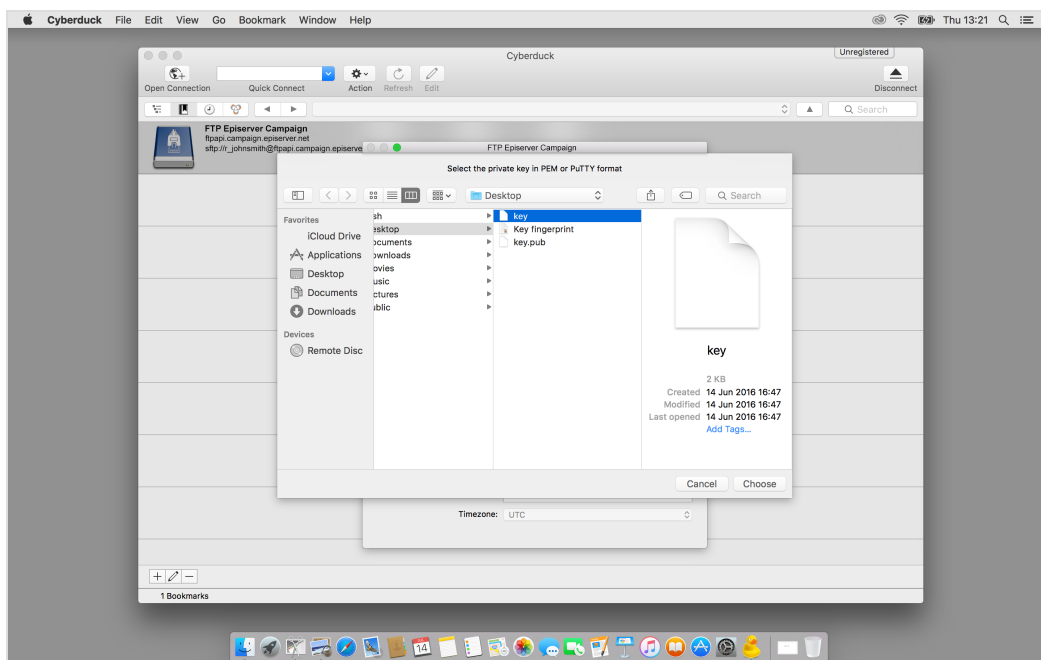 Cyberduck File Edit View Go Bookmark Window Help Thu 13:21
Cyberduck
Unregistered
Open Connection Quick Connect Action Refresh Edit Disconnect
Search
FTP Episerver Campaign
ftpapi.campaign.episerver.net
sftp://r_johnsmith@ftpapi.campaign.episerve
FTP Episerver Campaign
Select the private key in PEM or PuTTY format
Desktop Search
Favorites
iCloud Drive
Applications
Desktop
Documents
Downloads
Devices
Remote Disc
sh
esktop
ocuments
ownloads
ovies
usic
ctures
ublic
key
Key fingerprint
key.pub
key
2 KB
Created 14 Jun 2016 16:47
Modified 14 Jun 2016 16:47
Last opened 14 Jun 2016 16:47
Add Tags...
Cancel Choose
Timezone: UTC
1 Bookmarks
14